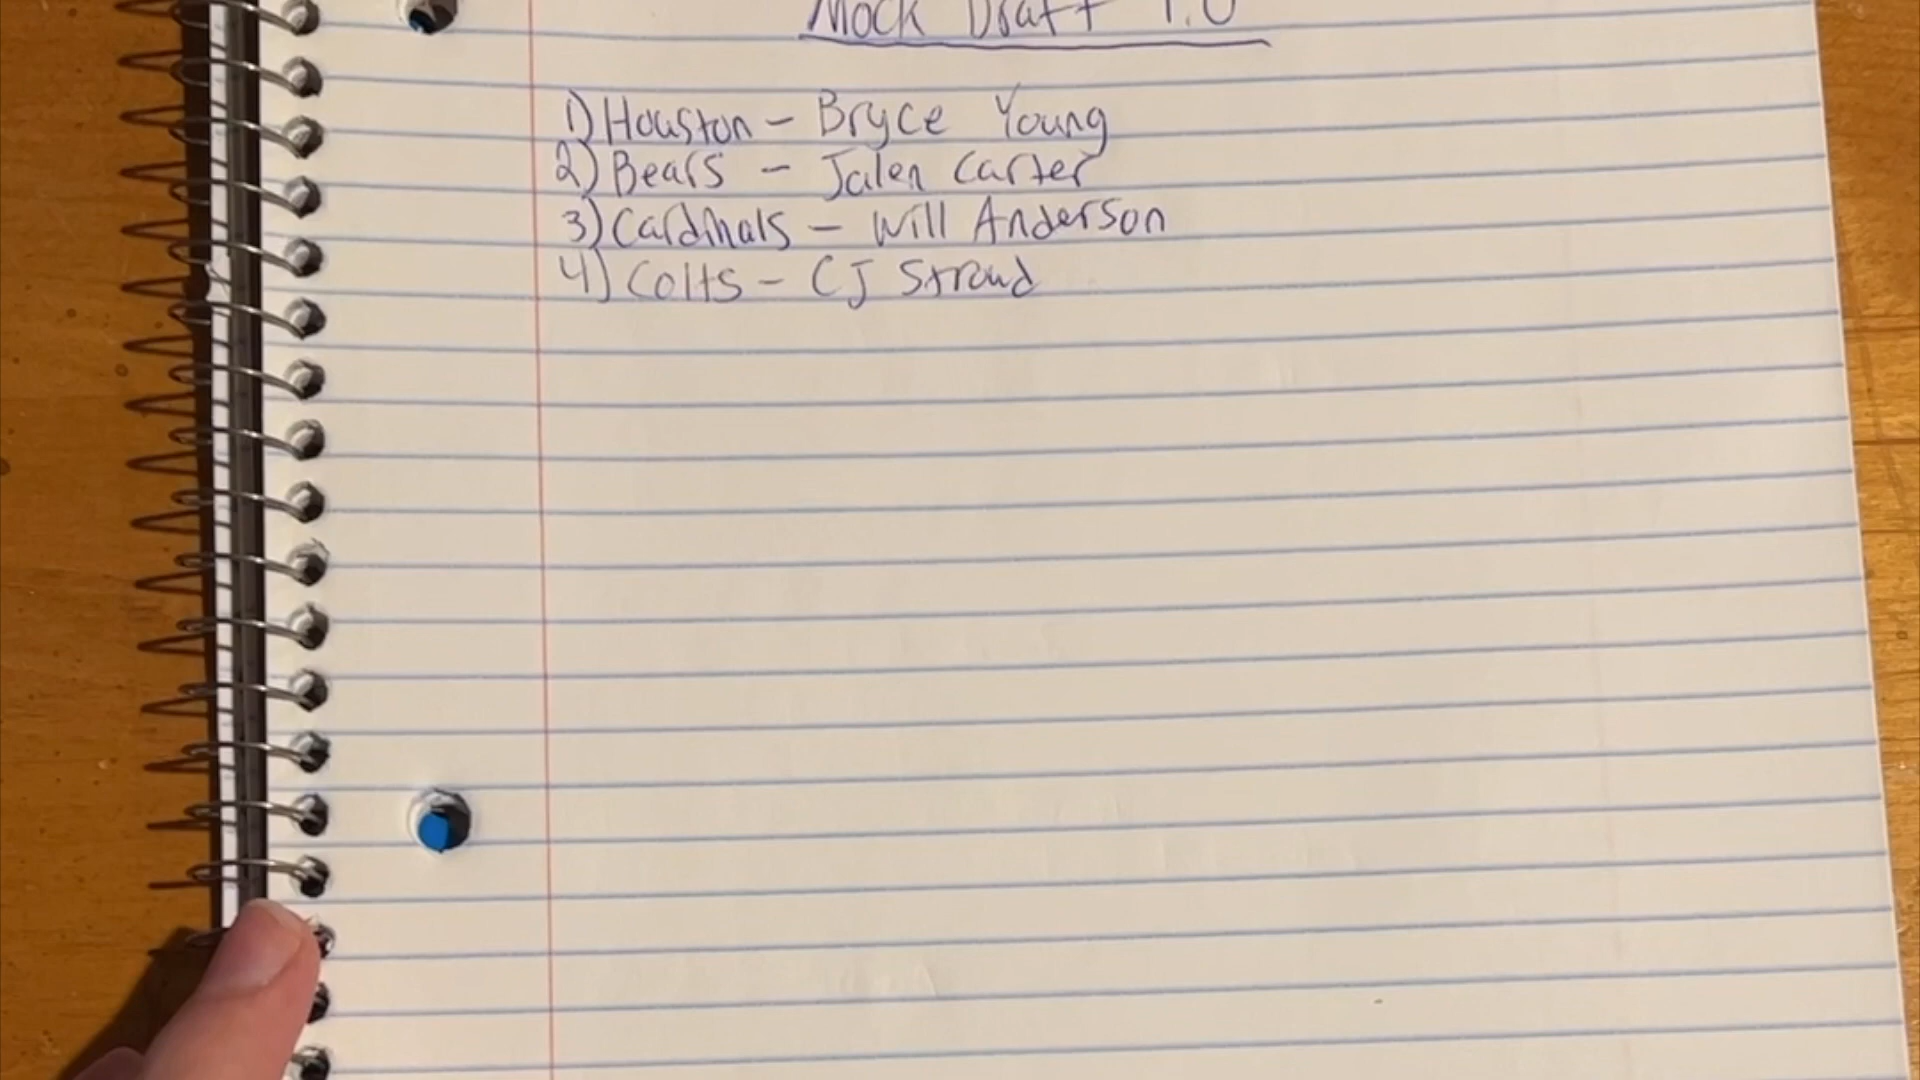 Mock Draft 1.0
1) Houston - Bryce Young
2) Bears - Jalen Carter
3) Cardinals - Will Anderson
4) Colts - CJ Stroud